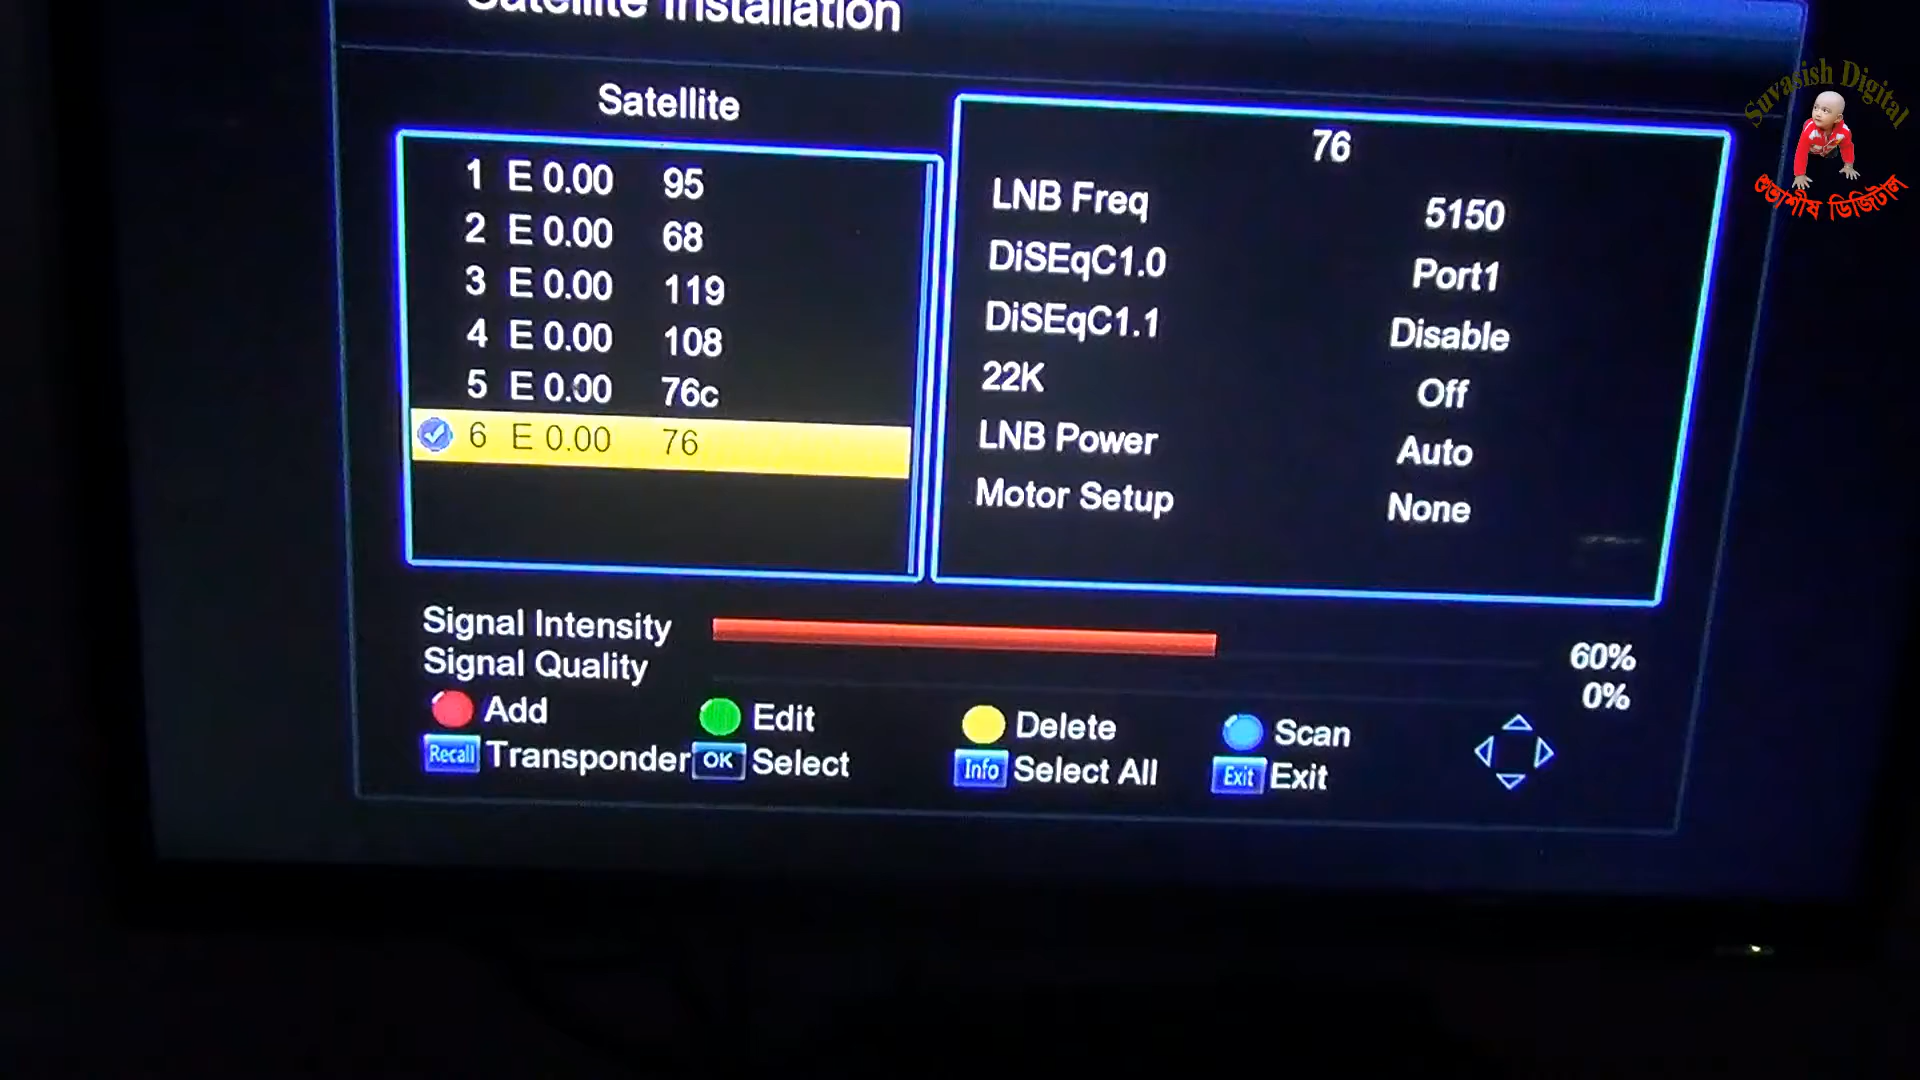 Satellite Installation
Satellite
1 E 0.00 95
2 E 0.00 68
3 E 0.00 119
4 E 0.00 108
5 E 0.00 76c
6 E 0.00 76
76
LNB Freq 5150
DiSEqC1.0 Port1
DiSEqC1.1 Disable
22K Off
LNB Power Auto
Motor Setup None
Signal Intensity 60%
Signal Quality 0%
Add Edit Delete Scan
Recall Transponder OK Select Info Select All Exit Exit
Suvasish Digital
শুভাশীষ ডিজিটাল